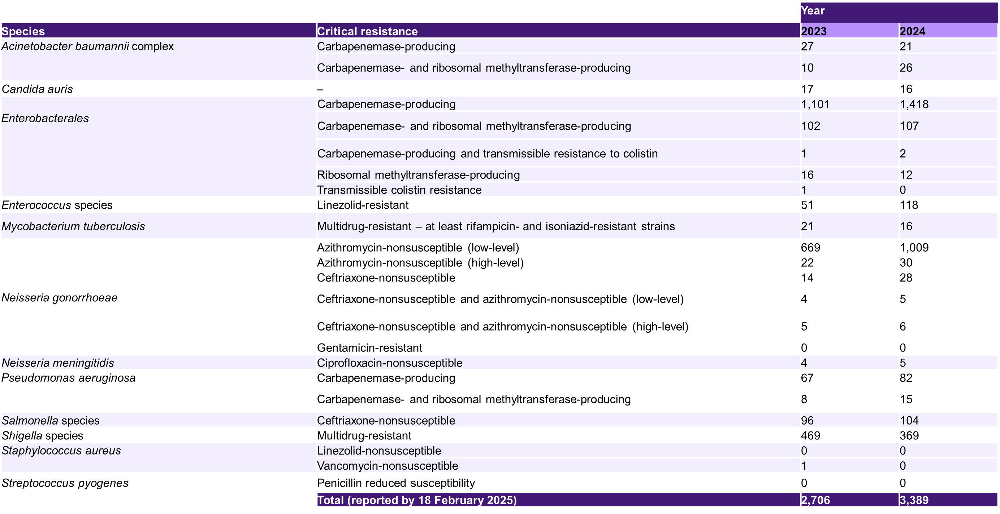 Year
Species Critical resistance 2023 2024
Acinetobacter baumannii complex Carbapenemase-producing 27 21
Carbapenemase- and ribosomal methyltransferase-producing 10 26
Candida auris – 17 16
Carbapenemase-producing 1,101 1,418
Enterobacterales
Carbapenemase- and ribosomal methyltransferase-producing 102 107
Carbapenemase-producing and transmissible resistance to colistin 1 2
Ribosomal methyltransferase-producing 16 12
Transmissible colistin resistance 1 0
Enterococcus species Linezolid-resistant 51 118
Mycobacterium tuberculosis Multidrug-resistant – at least rifampicin- and isoniazid-resistant strains 21 16
Azithromycin-nonsusceptible (low-level) 669 1,009
Azithromycin-nonsusceptible (high-level) 22 30
Ceftriaxone-nonsusceptible 14 28
Neisseria gonorrhoeae Ceftriaxone-nonsusceptible and azithromycin-nonsusceptible (low-level) 4 5
Ceftriaxone-nonsusceptible and azithromycin-nonsusceptible (high-level) 5 6
Gentamicin-resistant 0 0
Neisseria meningitidis Ciprofloxacin-nonsusceptible 4 5
Pseudomonas aeruginosa Carbapenemase-producing 67 82
Carbapenemase- and ribosomal methyltransferase-producing 8 15
Salmonella species Ceftriaxone-nonsusceptible 96 104
Shigella species Multidrug-resistant 469 369
Staphylococcus aureus Linezolid-nonsusceptible 0 0
Vancomycin-nonsusceptible 1 0
Streptococcus pyogenes Penicillin reduced susceptibility 0 0
Total (reported by 18 February 2025) 2,706 3,389